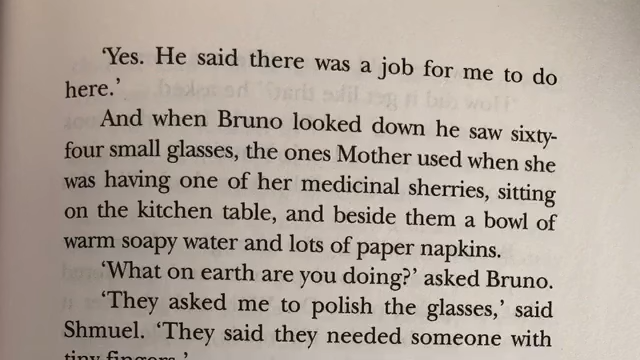 ‘Yes. He said there was a job for me to do
here.’
And when Bruno looked down he saw sixty-
four small glasses, the ones Mother used when she
was having one of her medicinal sherries, sitting
on the kitchen table, and beside them a bowl of
warm soapy water and lots of paper napkins.
‘What on earth are you doing?’ asked Bruno.
‘They asked me to polish the glasses,’ said
Shmuel. ‘They said they needed someone with
tiny fingers.’